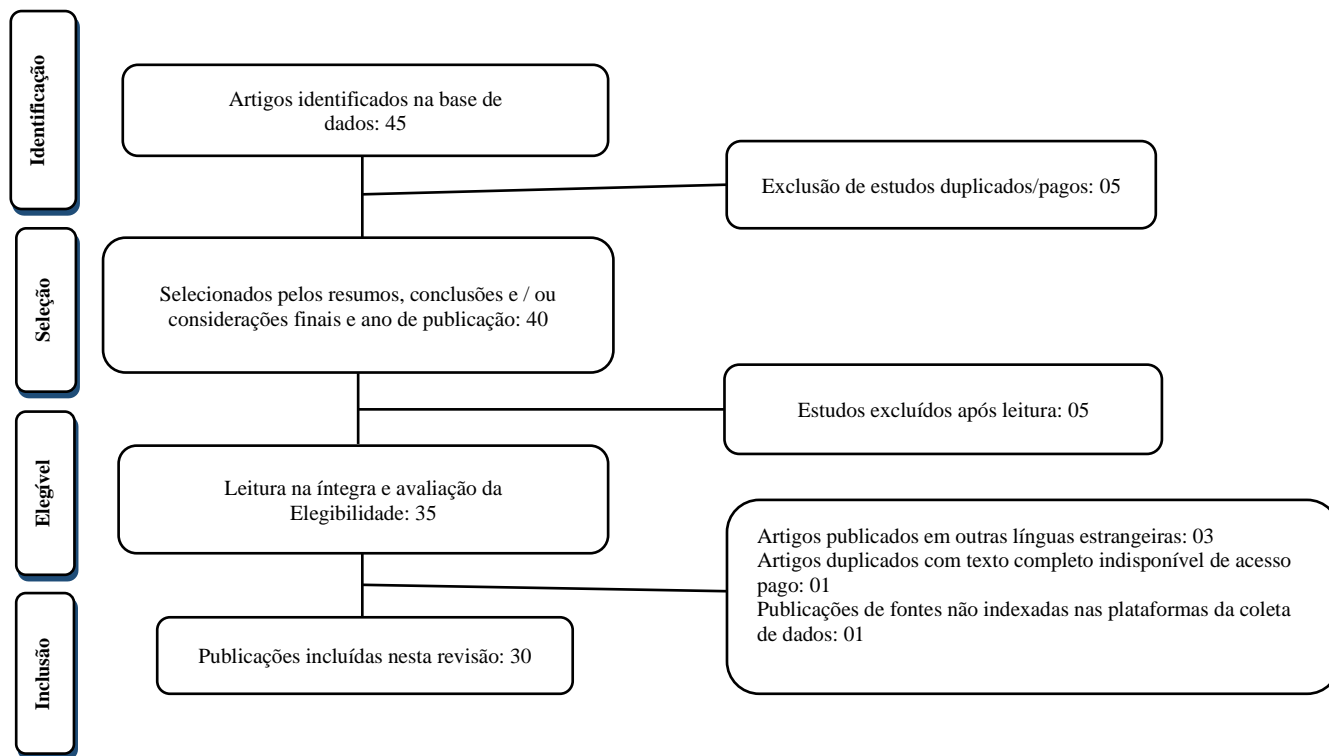 Identificação
Artigos identificados na base de
dados: 45
Exclusão de estudos duplicados/pagos: 05
Seleção
Selecionados pelos resumos, conclusões e / ou
considerações finais e ano de publicação: 40
Estudos excluídos após leitura: 05
Elegível
Leitura na íntegra e avaliação da
Elegibilidade: 35
Artigos publicados em outras línguas estrangeiras: 03
Artigos duplicados com texto completo indisponível de acesso
pago: 01
Publicações de fontes não indexadas nas plataformas da coleta
de dados: 01
Inclusão
Publicações incluídas nesta revisão: 30